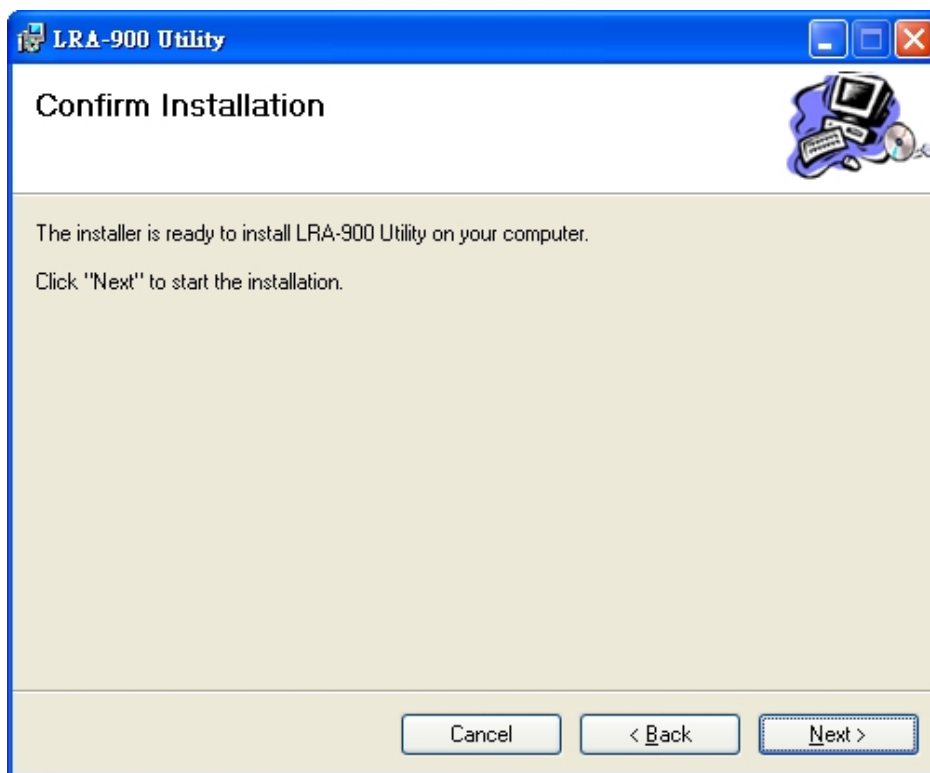 LRA-900 Utility
Confirm Installation
The installer is ready to install LRA-900 Utility on your computer.
Click "Next" to start the installation.
Cancel
< Back
Next >